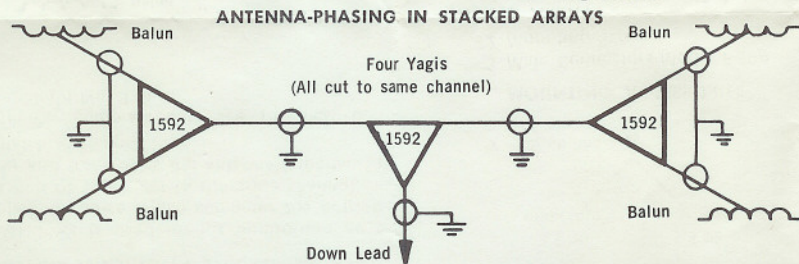 ANTENNA-PHASING IN STACKED ARRAYS
Balun
Balun
Four Yagis
(All cut to same channel)
1592
1592
1592
Balun
Balun
Down Lead